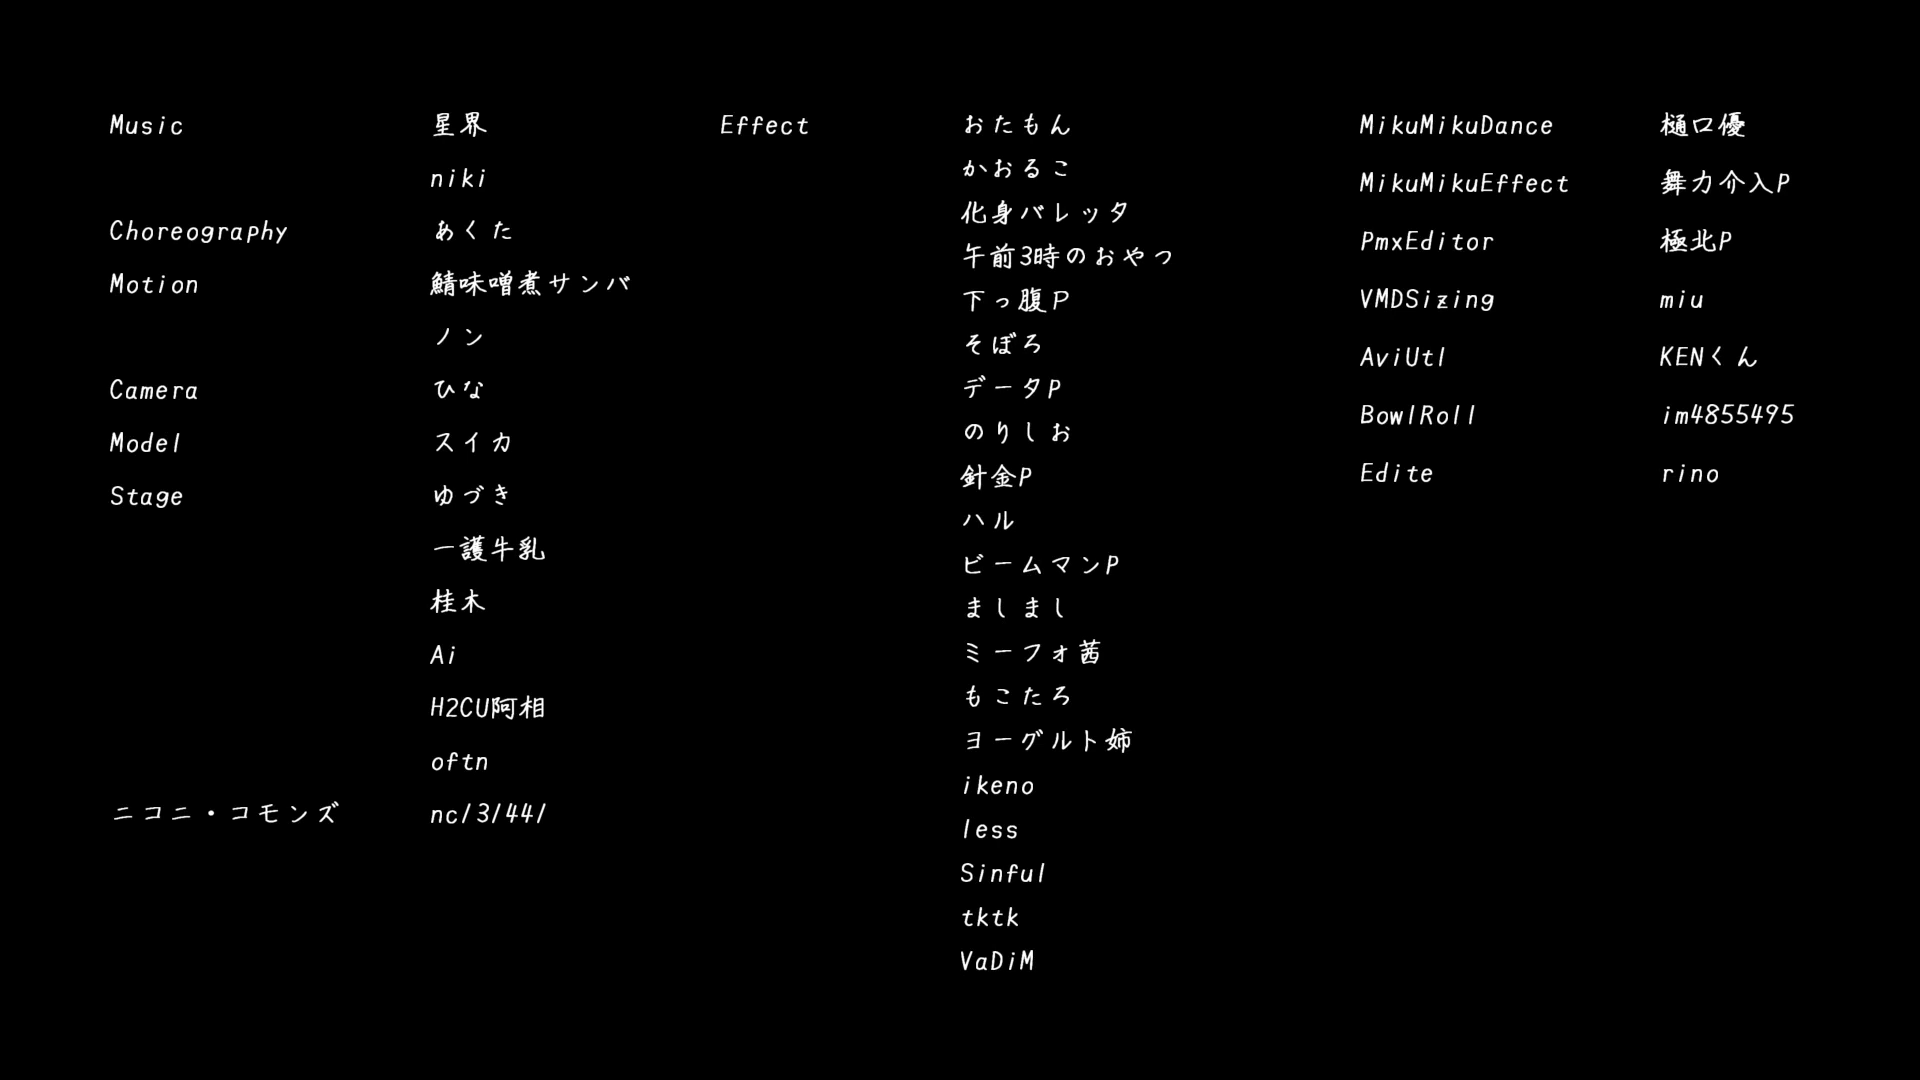 Music 星界
niki
Choreography あくた
Motion 鯖味噌煮サンバ
ノン
Camera ひな
Model スイカ
Stage ゆづき
一護牛乳
桂木
Ai
H2CU阿相
oftn
ニコニ・コモンズ nc/3/44/
Effect おたもん
かおるこ
化身バレッタ
午前3時のおやつ
下っ腹P
そぼろ
データP
のりしお
針金P
ハル
ビームマンP
ましまし
ミーフォ茜
もこたろ
ヨーグルト姉
ikeno
less
Sinful
tktk
VaDiM
MikuMikuDance 樋口優
MikuMikuEffect 舞力介入P
PmxEditor 極北P
VMDSizing miu
AviUtl KENくん
BowlRoll im4855495
Edite rino